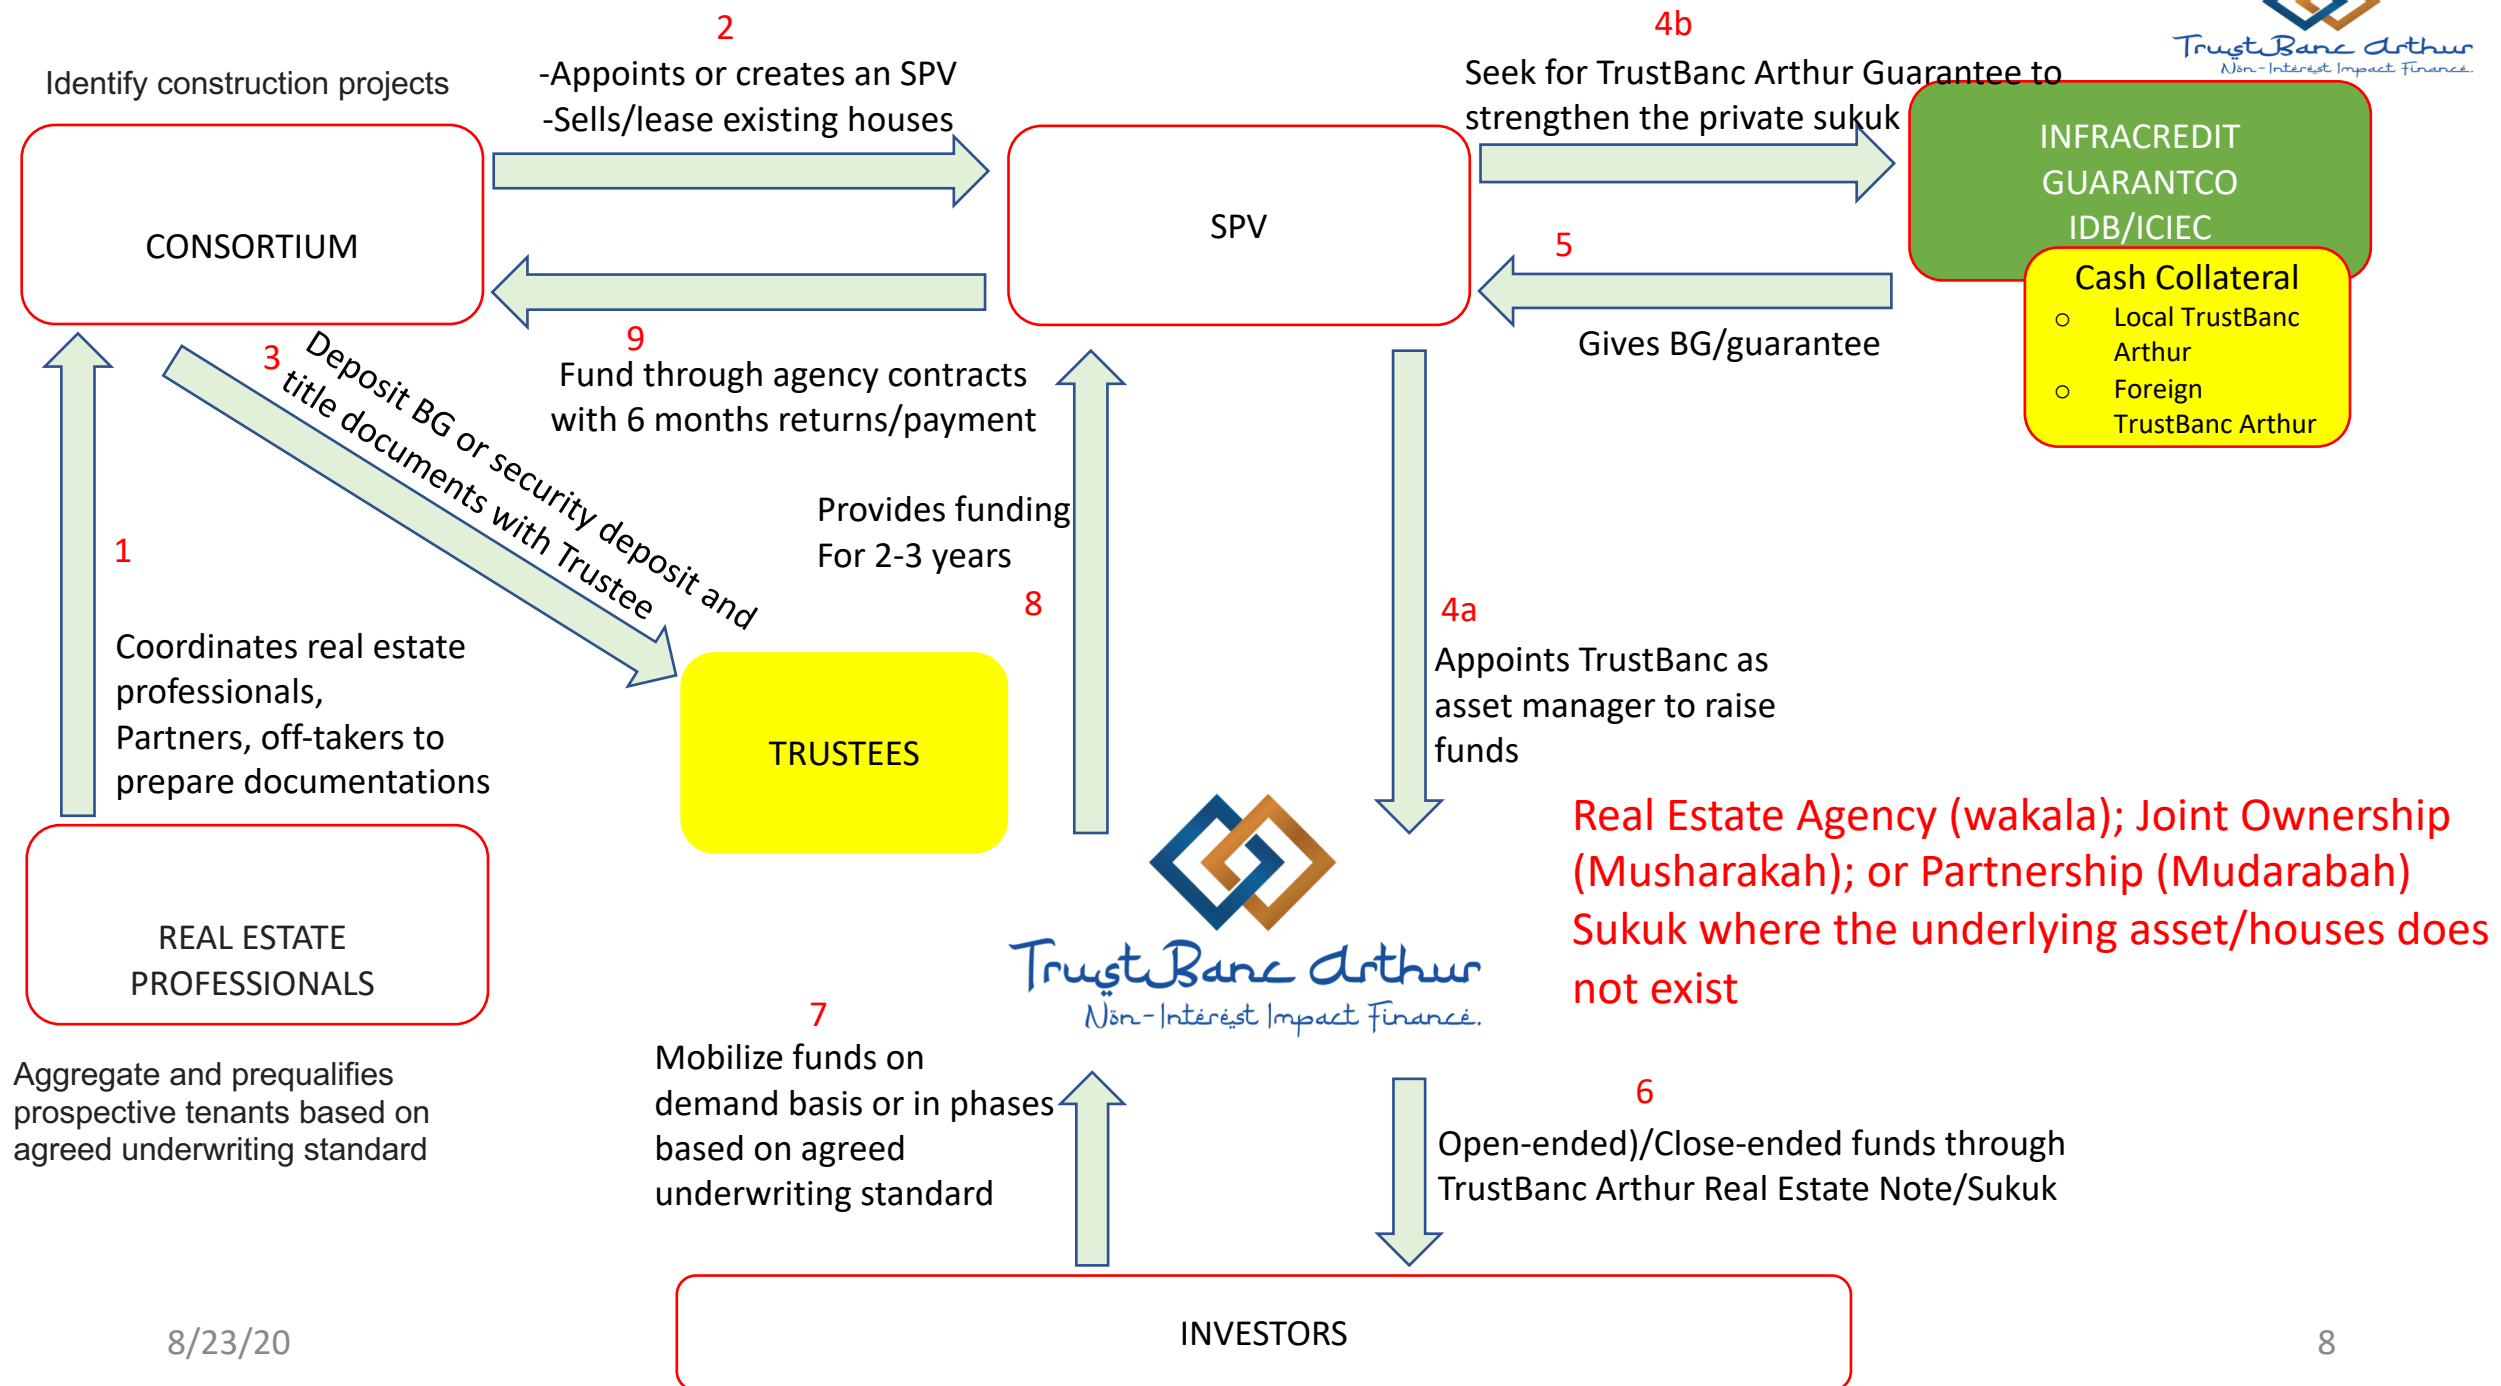 2
4b
TrustBanc Arthur
Non-Interest Impact Finance.
Identify construction projects
-Appoints or creates an SPV
-Sells/lease existing houses
Seek for TrustBanc Arthur Guarantee to
strengthen the private sukuk
INFRACREDIT
GUARANTCO
IDB/ICIEC
CONSORTIUM
SPV
5
Cash Collateral
o Local TrustBanc
Arthur
o Foreign
TrustBanc Arthur
Gives BG/guarantee
9
Fund through agency contracts
with 6 months returns/payment
3
Deposit BG or security deposit and
title documents with Trustee
Provides funding
For 2-3 years
8
1
4a
Coordinates real estate
professionals,
Partners, off-takers to
prepare documentations
Appoints TrustBanc as
asset manager to raise
funds
TRUSTEES
Real Estate Agency (wakala); Joint Ownership
(Musharakah); or Partnership (Mudarabah)
Sukuk where the underlying asset/houses does
not exist
REAL ESTATE
PROFESSIONALS
TrustBanc Arthur
Non-Interest Impact Finance.
7
Mobilize funds on
demand basis or in phases
based on agreed
underwriting standard
Aggregate and prequalifies
prospective tenants based on
agreed underwriting standard
6
Open-ended)/Close-ended funds through
TrustBanc Arthur Real Estate Note/Sukuk
INVESTORS
8/23/20
8